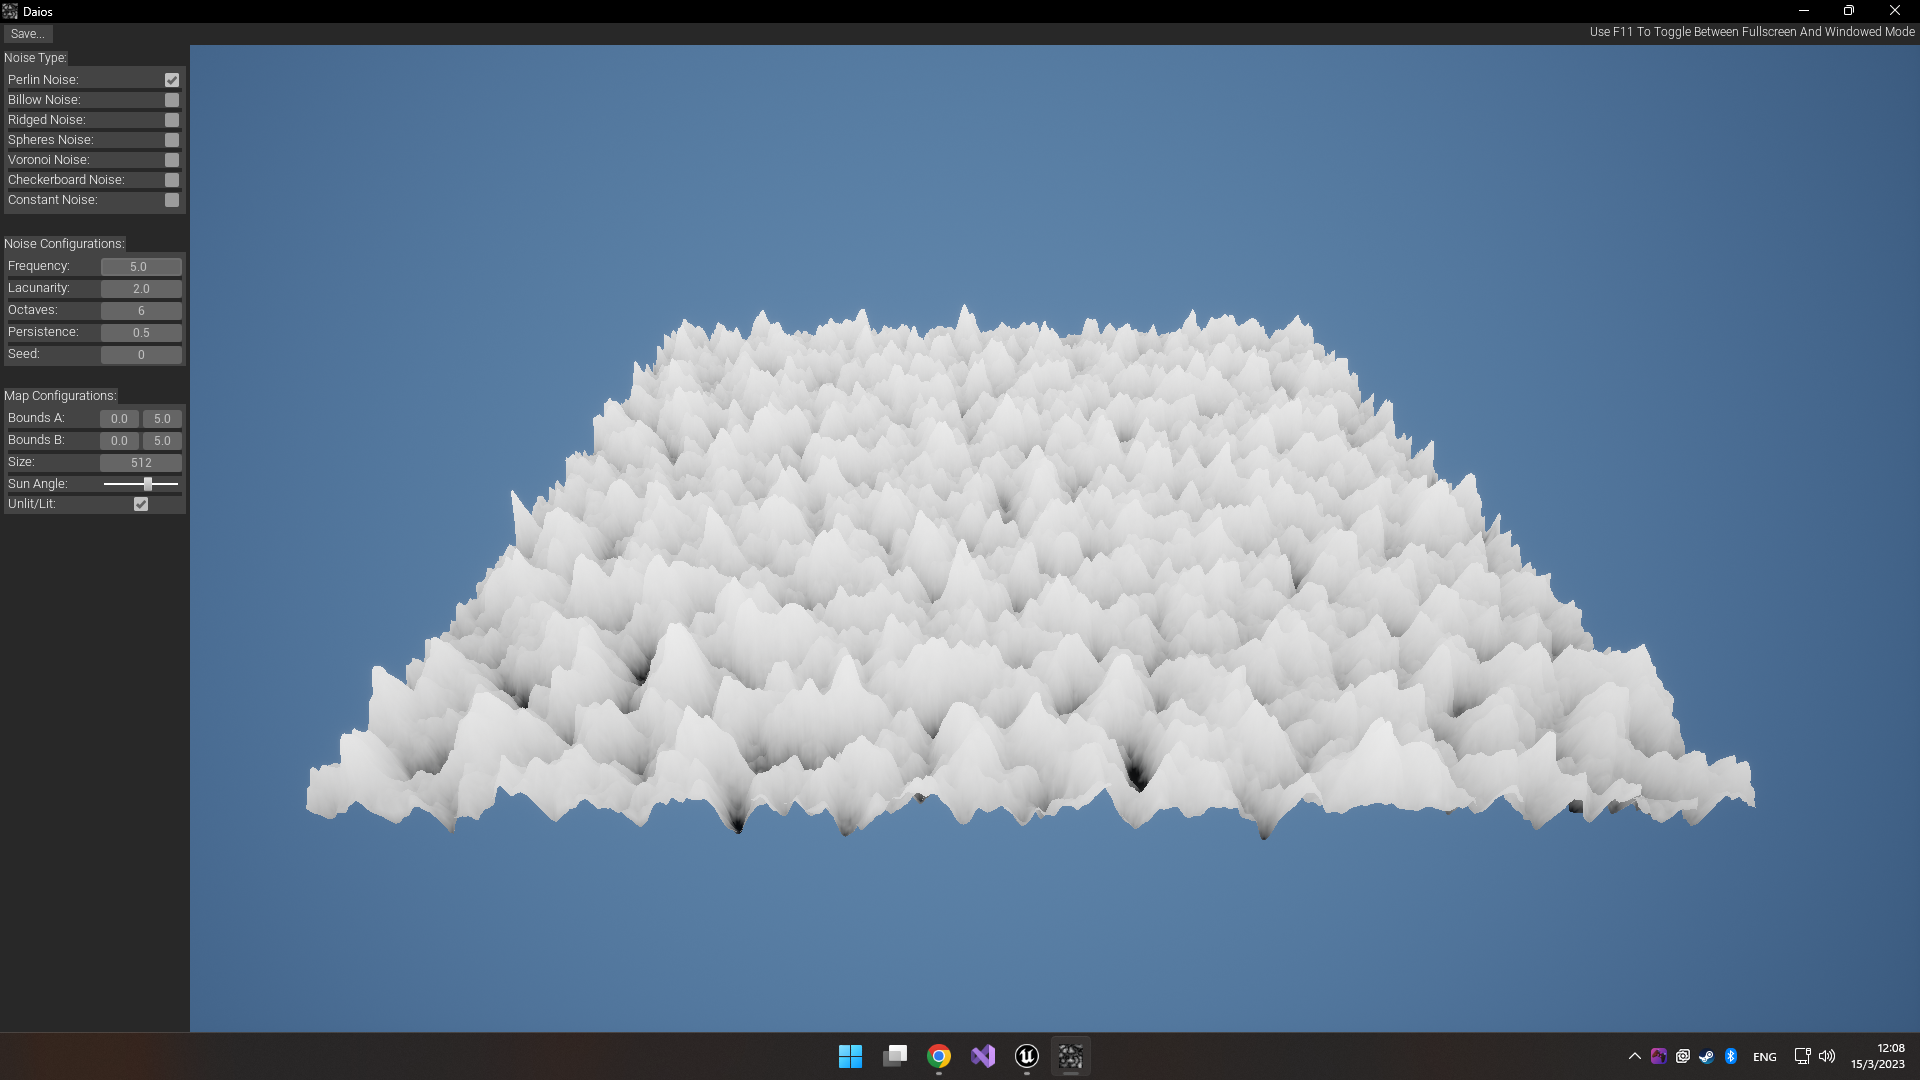 Daios
Save...
Use F11 To Toggle Between Fullscreen And Windowed Mode
Noise Type:
Perlin Noise:
Billow Noise:
Ridged Noise:
Spheres Noise:
Voronoi Noise:
Checkerboard Noise:
Constant Noise:
Noise Configurations:
Frequency: 5.0
Lacunarity: 2.0
Octaves: 6
Persistence: 0.5
Seed: 0
Map Configurations:
Bounds A: 0.0 5.0
Bounds B: 0.0 5.0
Size: 512
Sun Angle:
Unlit/Lit:
ENG
12:08
15/3/2023